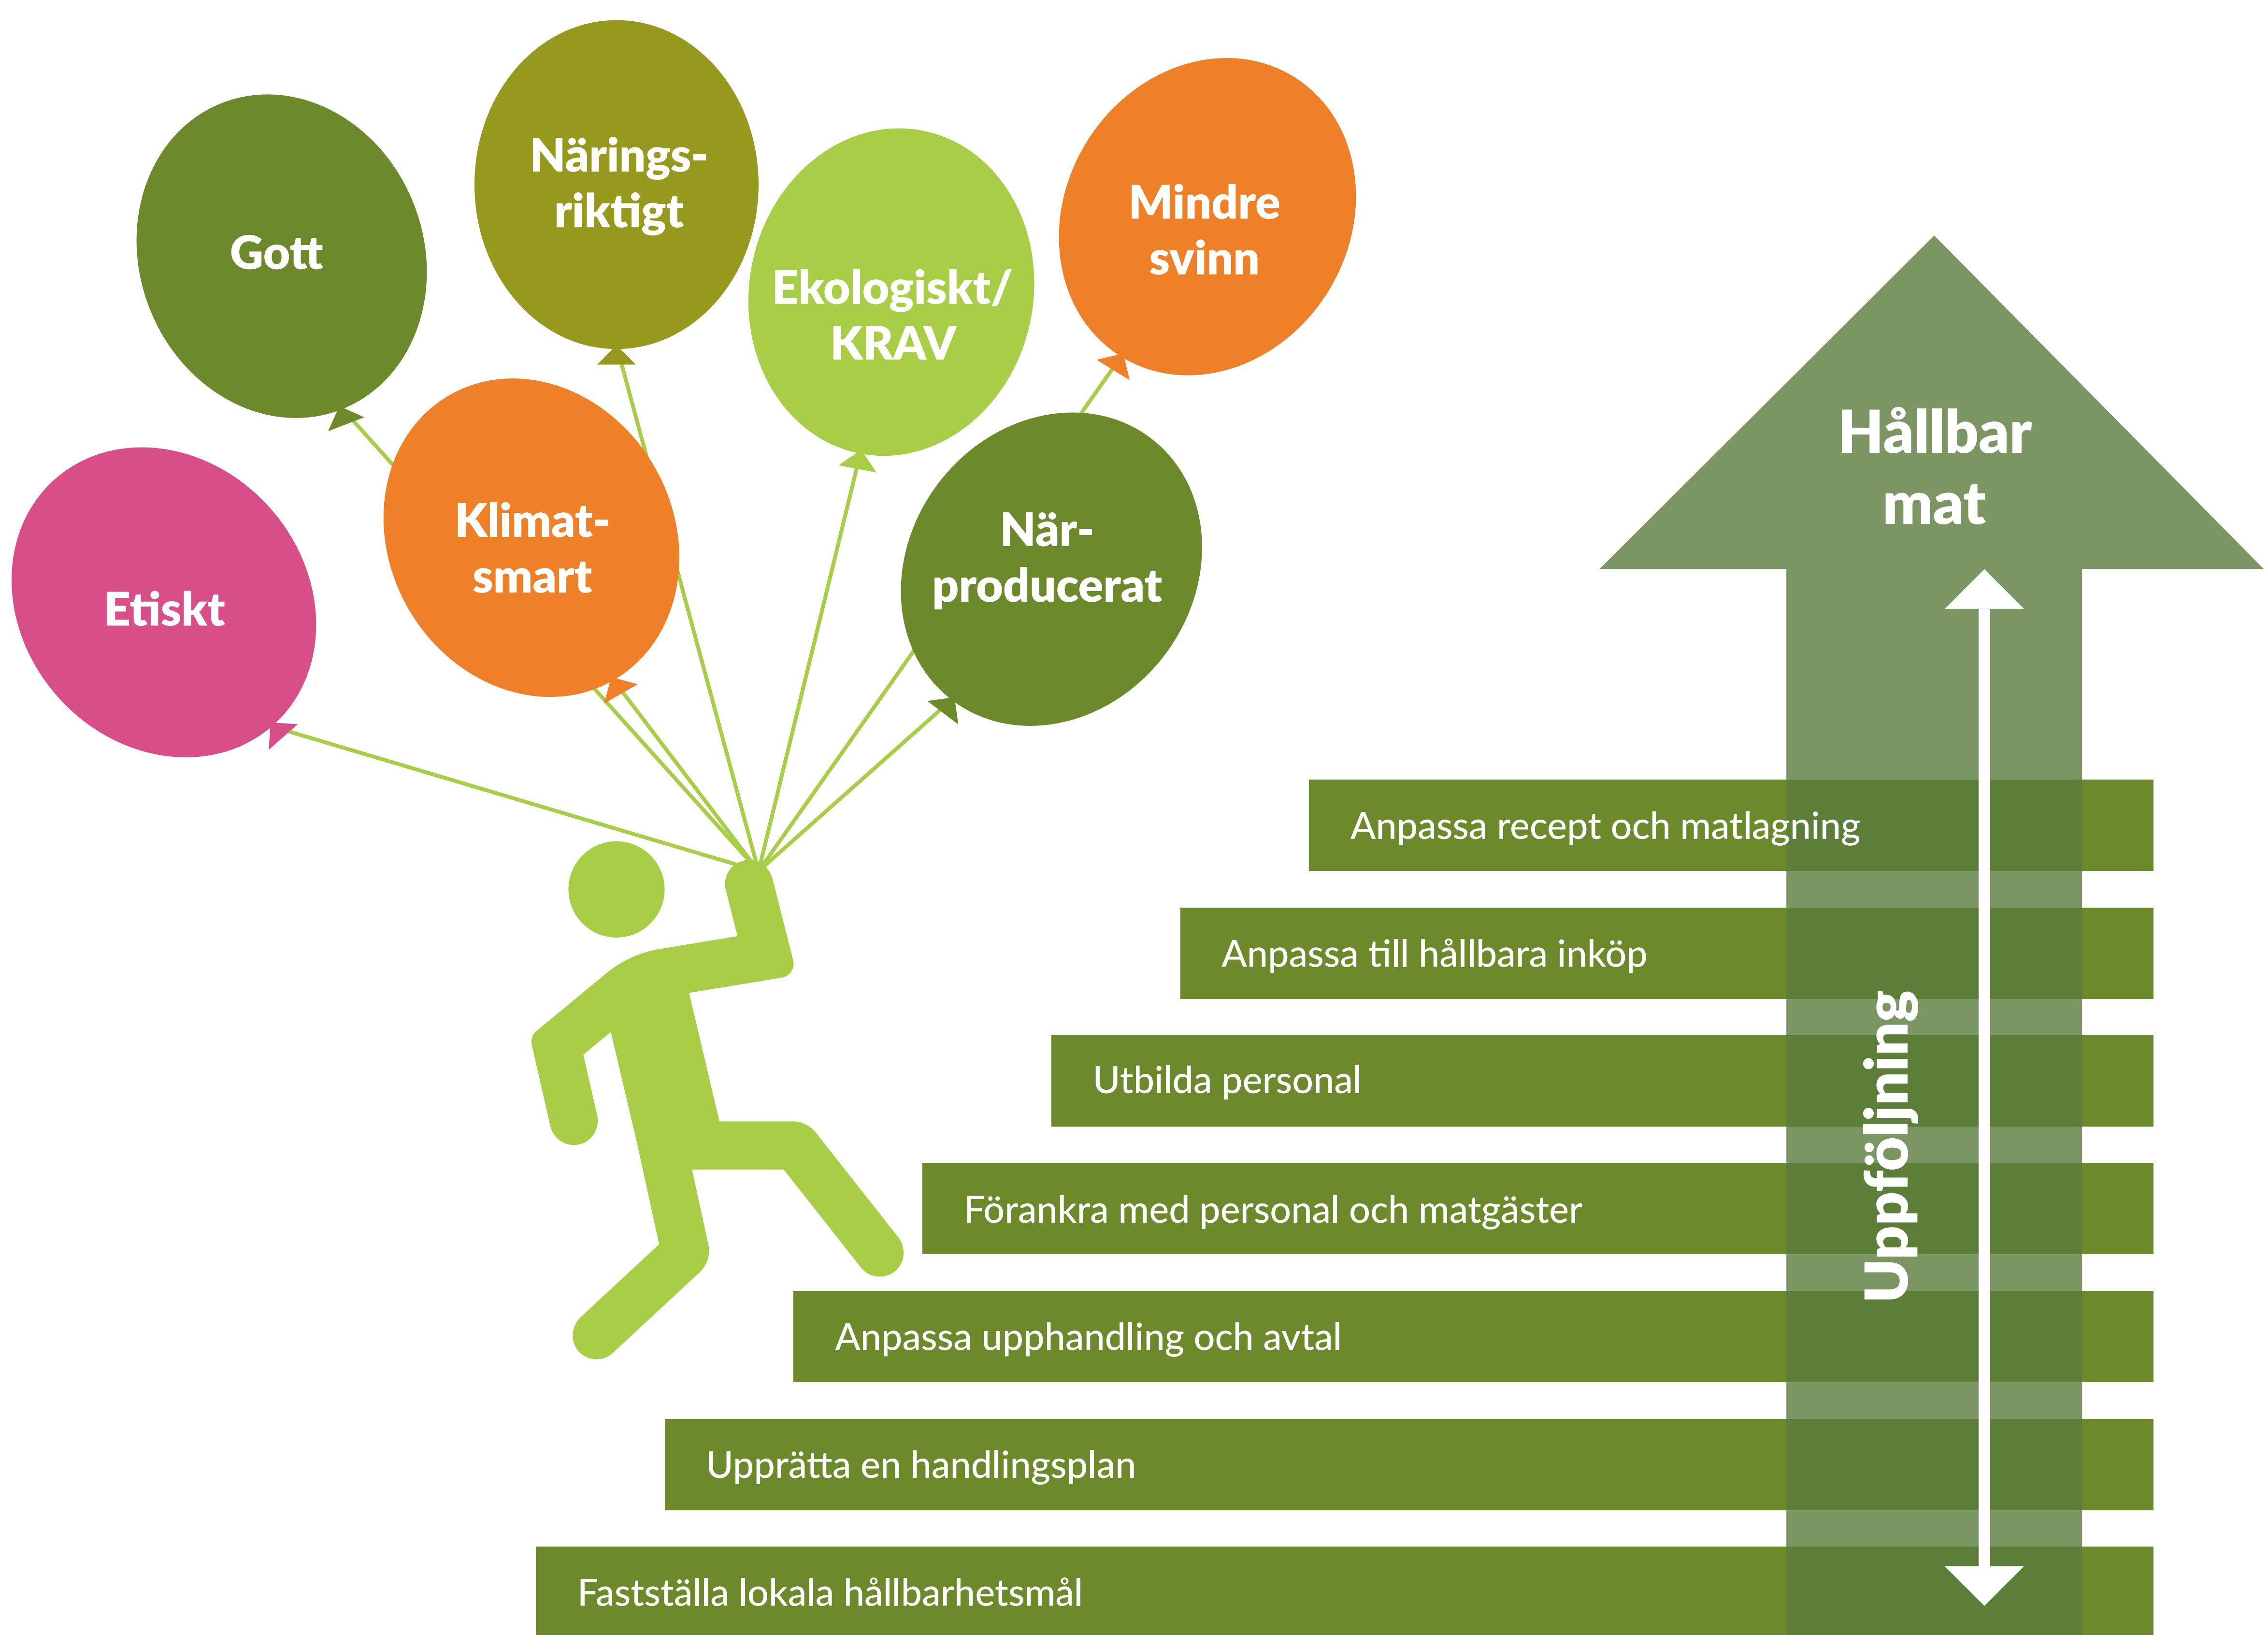 Gott
Närings-
riktigt
Ekologiskt/
KRAV
Mindre
svinn
Etiskt
Klimat-
smart
När-
producerat
Hållbar
mat
Uppföljning
Anpassa recept och matlagning
Anpassa till hållbara inköp
Utbilda personal
Förankra med personal och matgäster
Anpassa upphandling och avtal
Upprätta en handlingsplan
Fastställa lokala hållbarhetsmål